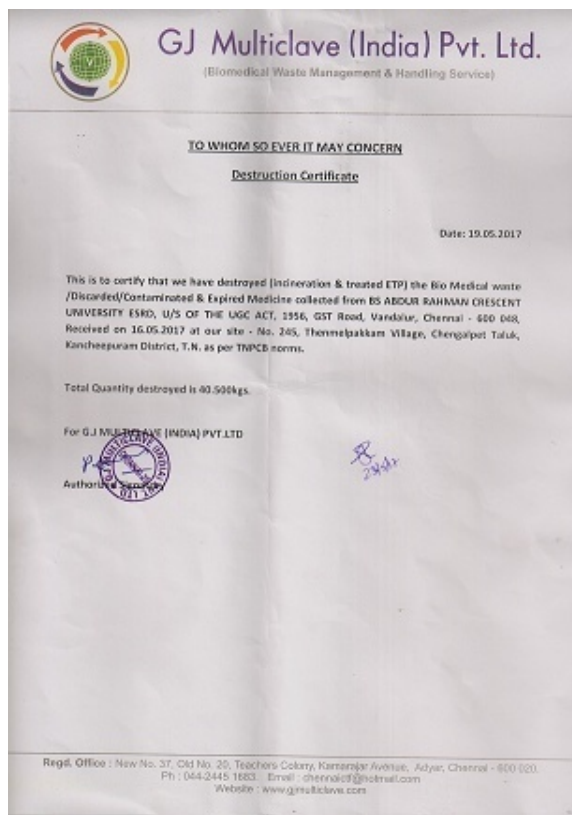 GJ Multiclave (India) Pvt. Ltd.
(Biomedical Waste Management & Handling Service)
TO WHOM SO EVER IT MAY CONCERN
Destruction Certificate
Date: 19.05.2017
This is to certify that we have destroyed (incineration & treated ETP) the Bio Medical waste
/Discarded/Contaminated & Expired Medicine collected from BS ABDUR RAHMAN CRESCENT
UNIVERSITY ESRD, U/S OF THE UGC ACT, 1956, GST Road, Vandalur, Chennai - 600 048,
Received on 16.05.2017 at our site - No. 245, Thenmelpakkam Village, Chengalpet Taluk,
Kancheepuram District, T.N. as per TNPCB norms.
Total Quantity destroyed is 40.500kgs.
For G.J MULTICLAVE (INDIA) PVT.LTD
Authorized
Regd. Office : New No. 37, Old No. 20, Teachers Colony, Kamarajar Avenue, Adyar, Chennai - 600 020.
Ph : 044-2445 1683. Email : chennaictf@hotmail.com
Website : www.gjmulticlave.com